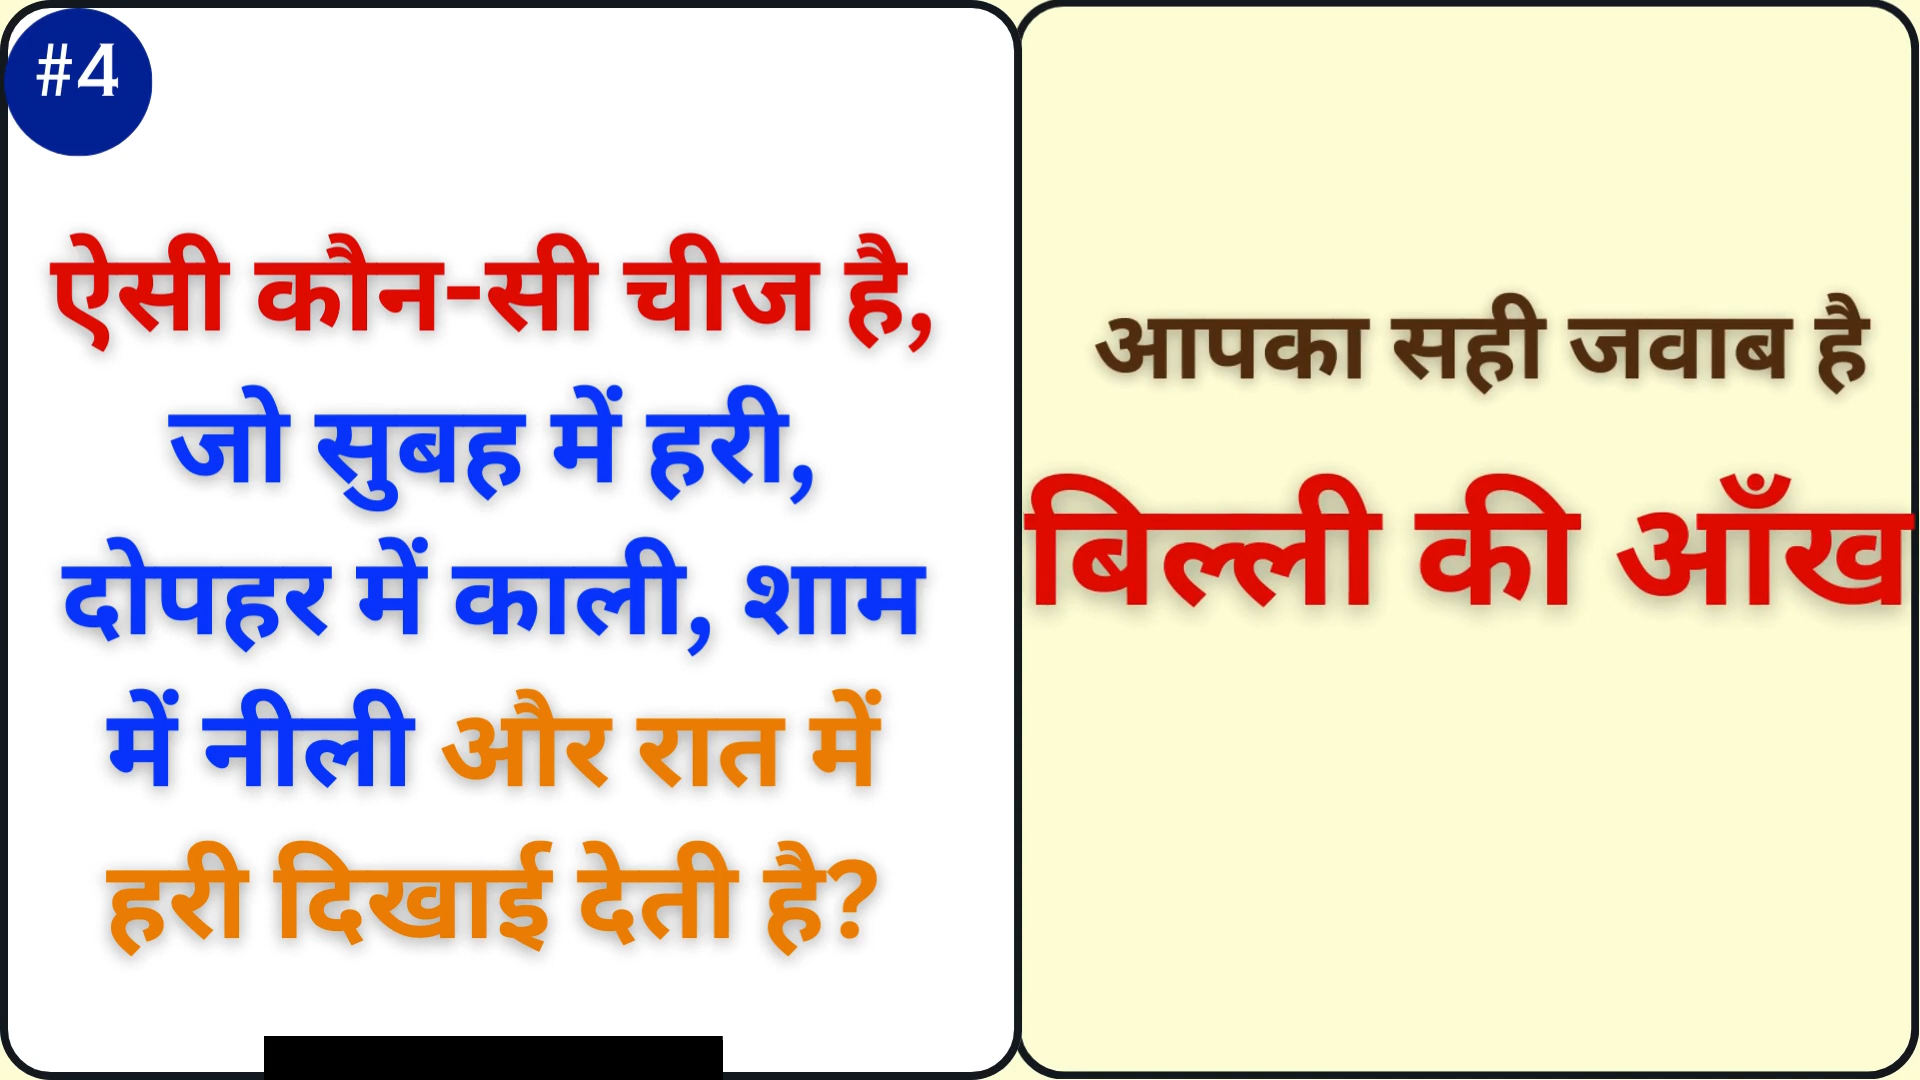 #4
ऐसी कौन-सी चीज है,
जो सुबह में हरी,
दोपहर में काली, शाम
में नीली और रात में
हरी दिखाई देती है?
आपका सही जवाब है
बिल्ली की आँख